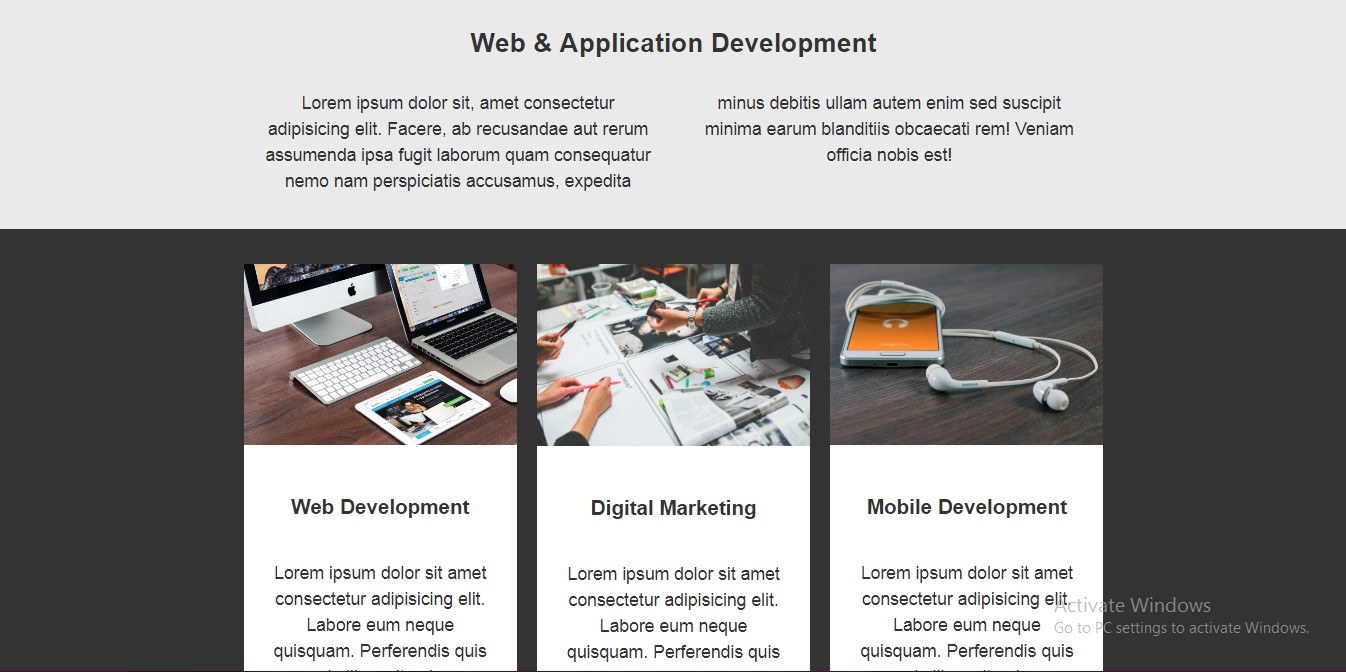 Web & Application Development
Lorem ipsum dolor sit, amet consectetur
adipisicing elit. Facere, ab recusandae aut rerum
assumenda ipsa fugit laborum quam consequatur
nemo nam perspiciatis accusamus, expedita
minus debitis ullam autem enim sed suscipit
minima earum blanditiis obcaecati rem! Veniam
officia nobis est!
Web Development
Lorem ipsum dolor sit amet
consectetur adipisicing elit.
Labore eum neque
quisquam. Perferendis quis
Digital Marketing
Lorem ipsum dolor sit amet
consectetur adipisicing elit.
Labore eum neque
quisquam. Perferendis quis
Mobile Development
Lorem ipsum dolor sit amet
consectetur adipisicing elit.
Labore eum neque
quisquam. Perferendis quis
Activate Windows
Go to PC settings to activate Windows.